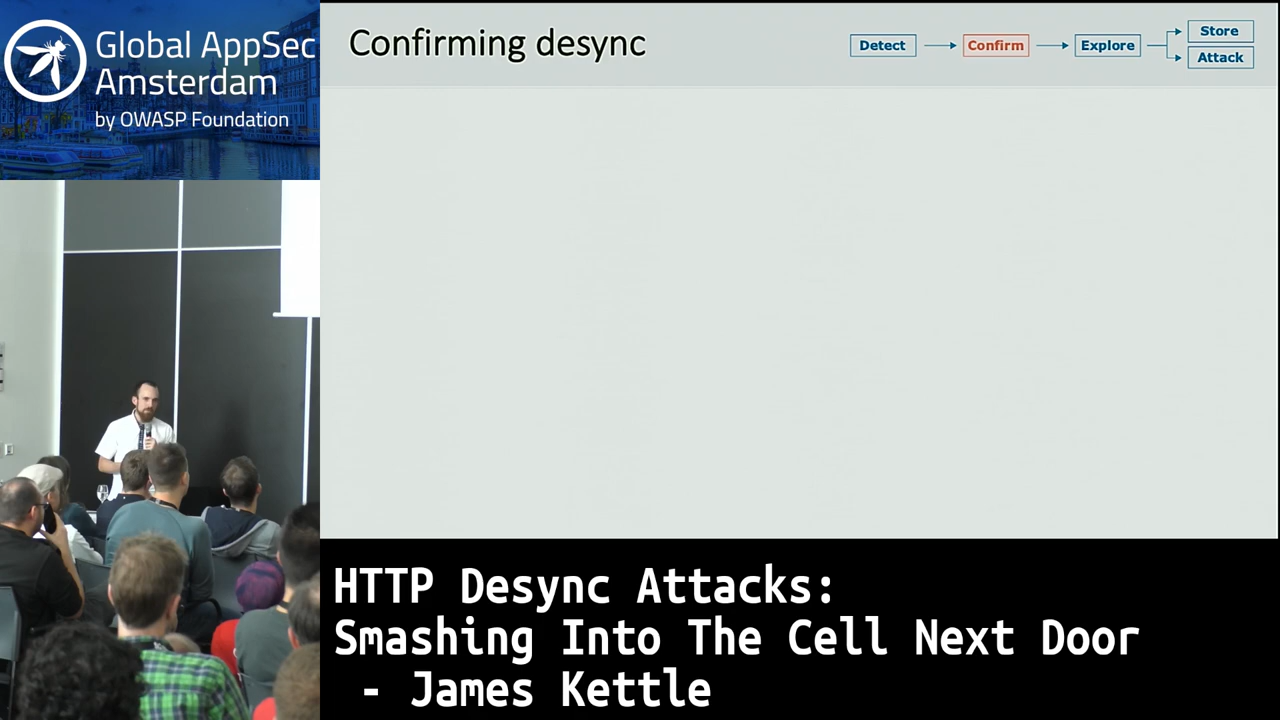 Global AppSec
Amsterdam
by OWASP Foundation
Confirming desync
Detect
Confirm
Explore
Store
Attack
HTTP Desync Attacks:
Smashing Into The Cell Next Door
- James Kettle